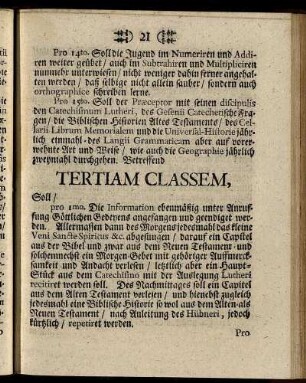 21
Pro 14to. Soll die Jugend im Numeriren und Addi-
ren weiter geübet / auch im Subtrahiren und Multipliciren
nunmehr unterwiesen / nicht weniger dahin ferner angehal-
ten werden / daß selbige nicht allein sauber / sondern auch
orthographice schreiben lerne.
Pro 15to. Soll der Præceptor mit seinen discipulis
den Catechismum Lutheri, des Gesenii Catechetische Fra-
gen / die Biblischen Historien Altes Testaments / des Cel-
larii Librum Memorialem und die Universal-Historie jähr-
lich einmahl, des Langii Grammaticam aber auf vorer-
wehnte Art und Weise / wie auch die Geographie jährlich
zweymahl durchgehen. Betreffend
TERTIAM CLASSEM,
Soll /
pro 1mo. Die Information ebenmäßig unter Anruf-
fung Göttlichen Gedeyens angefangen und geendiget wer-
den. Allermassen dann des Morgens jedesmahl das kleine
Veni Sancte Spiritus &c. abgesungen / darauf ein Capitel
aus der Bibel und zwar aus dem Neuen Testament und
solchemnechst ein Morgen-Gebet mit gehöriger Auffmerck-
samkeit und Andacht verlesen / letztlich aber ein Haupt-
Stück aus dem Catechismo mit der Auslegung Lutheri
recitiret werden soll. Des Nachmittages soll ein Capitel
aus dem Alten Testament verlesen / und hienebst zugleich
jedesmahl eine Biblische Historie so wol aus dem Alten als
Neuen Testament / nach Anleitung des Hübneri, jedoch
kürtzlich / repetiret werden.
Pro